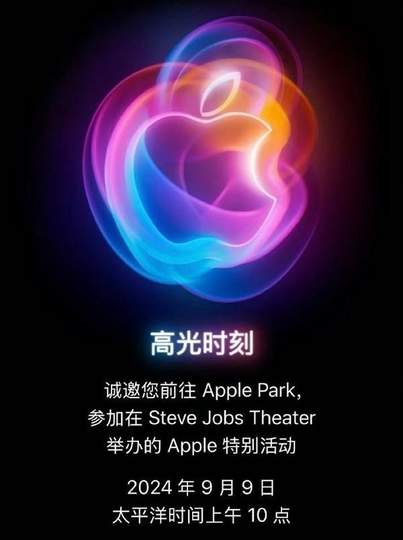 高光时刻
诚邀您前往 Apple Park,
参加在 Steve Jobs Theater
举办的 Apple 特别活动
2024 年 9 月 9 日
太平洋时间上午 10 点